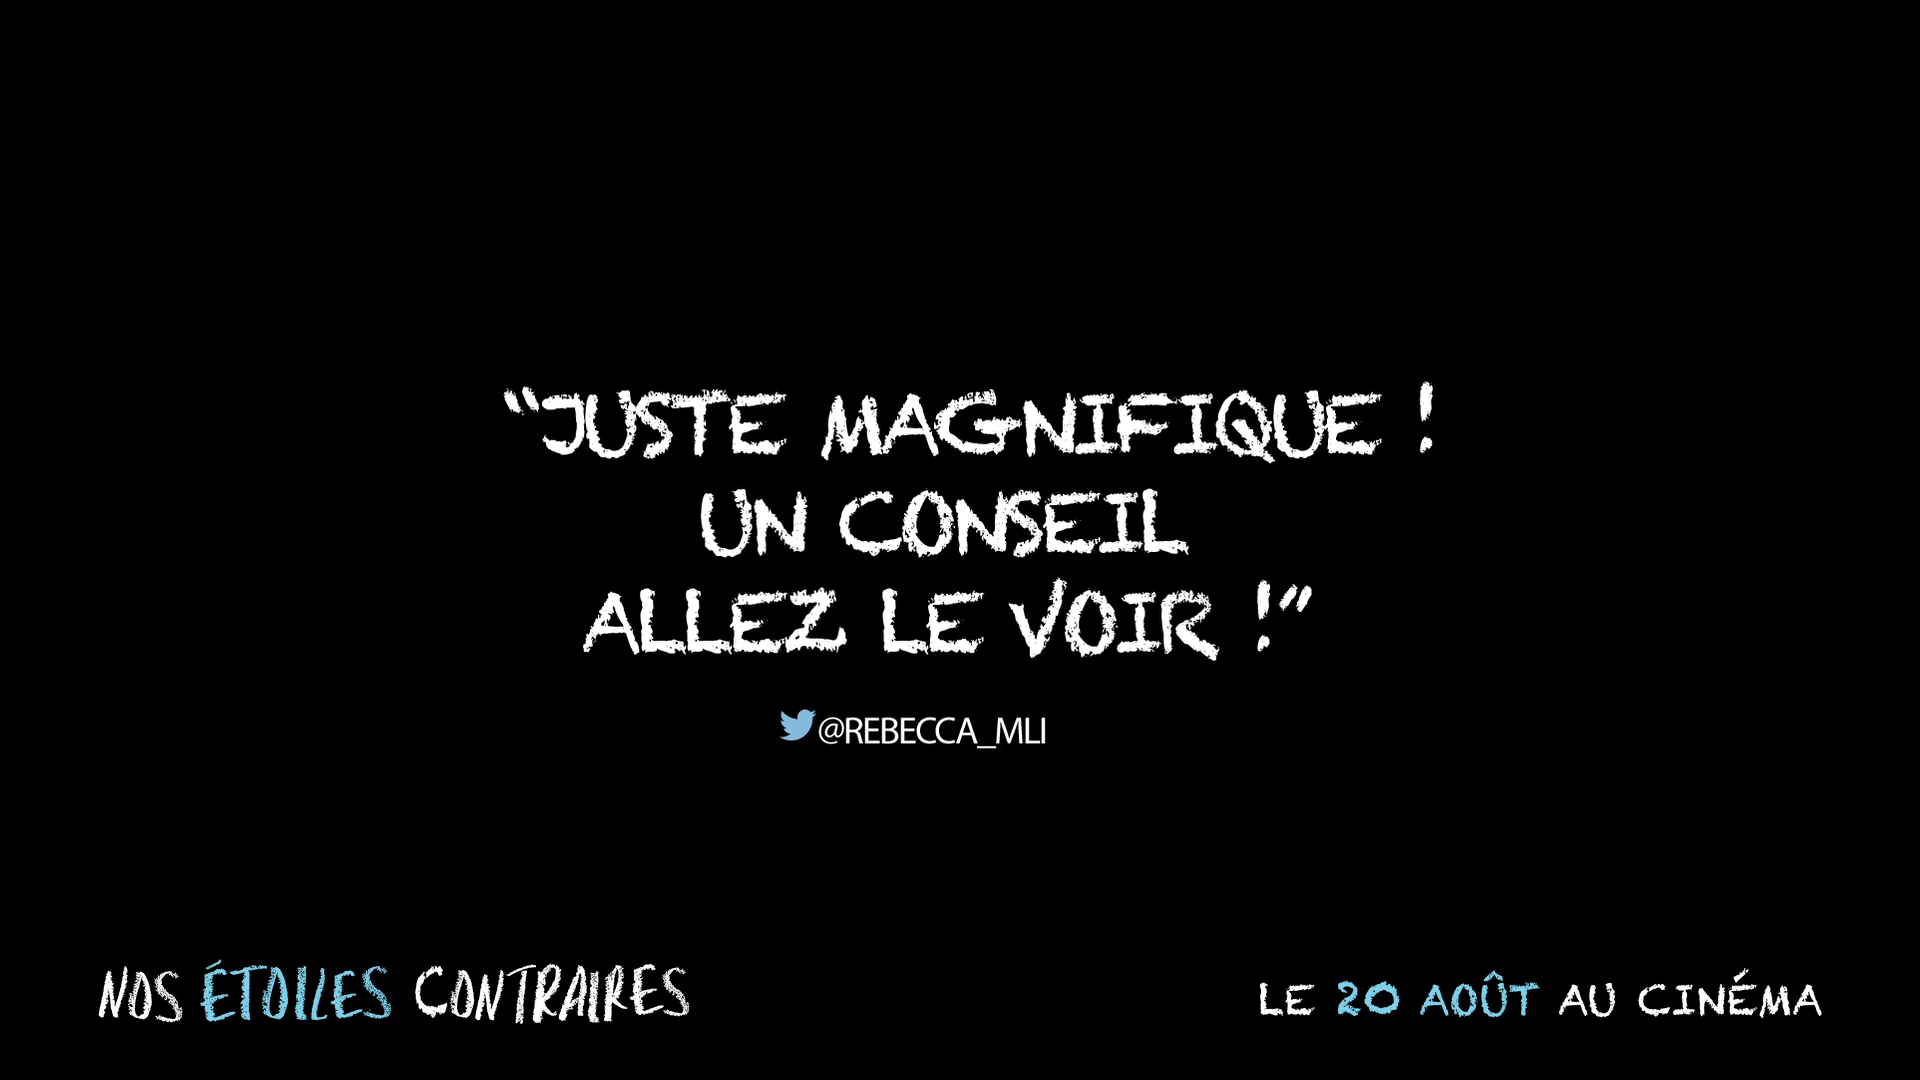 “JUSTE MAGNIFIQUE !
UN CONSEIL
ALLEZ LE VOIR !”
@REBECCA_MLI
NOS ÉTOILES CONTRAIRES
LE 20 AOÛT AU CINÉMA